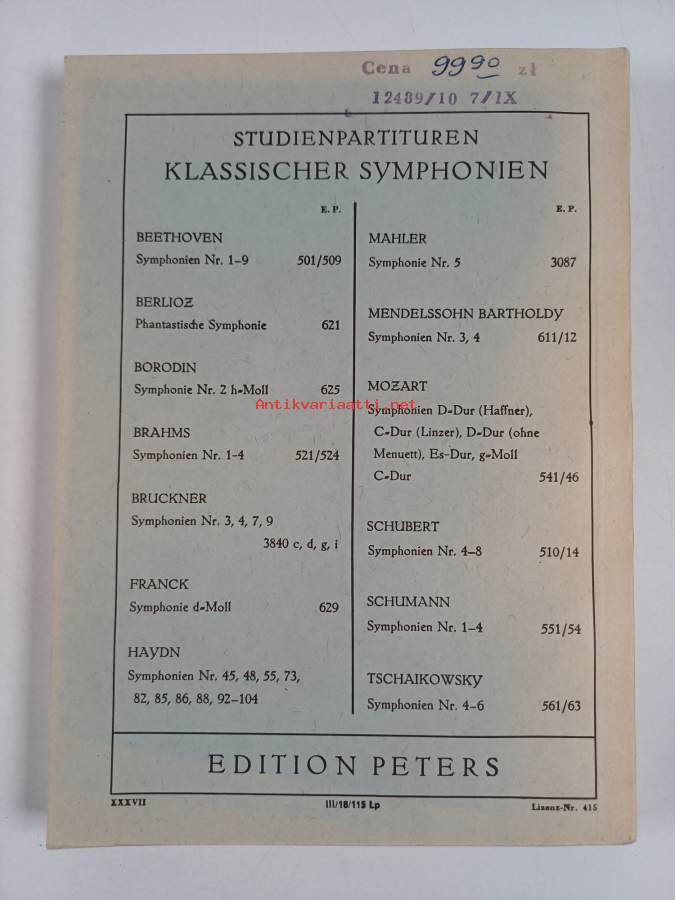 Cena 99 90 zł
12489/10 7/IX
STUDIENPARTITUREN
KLASSISCHER SYMPHONIEN
E. P.
BEETHOVEN
Symphonien Nr. 1-9 501/509
BERLIOZ
Phantastische Symphonie 621
BORODIN
Symphonie Nr. 2 h-Moll 625
BRAHMS
Symphonien Nr. 1-4 521/524
BRUCKNER
Symphonien Nr. 3, 4, 7, 9
3840 c, d, g, i
FRANCK
Symphonie d-Moll 629
HAYDN
Symphonien Nr. 45, 48, 55, 73,
82, 85, 86, 88, 92-104
E. P.
MAHLER
Symphonie Nr. 5 3087
MENDELSSOHN BARTHOLDY
Symphonien Nr. 3, 4 611/12
MOZART
Symphonien D-Dur (Haffner),
C-Dur (Linzer), D-Dur (ohne
Menuett), Es-Dur, g-Moll
C-Dur 541/46
SCHUBERT
Symphonien Nr. 4-8 510/14
SCHUMANN
Symphonien Nr. 1-4 551/54
TSCHAIKOWSKY
Symphonien Nr. 4-6 561/63
Antikvariaatti.net
EDITION PETERS
XXXVII III/18/115 Lp Lizenz-Nr. 415